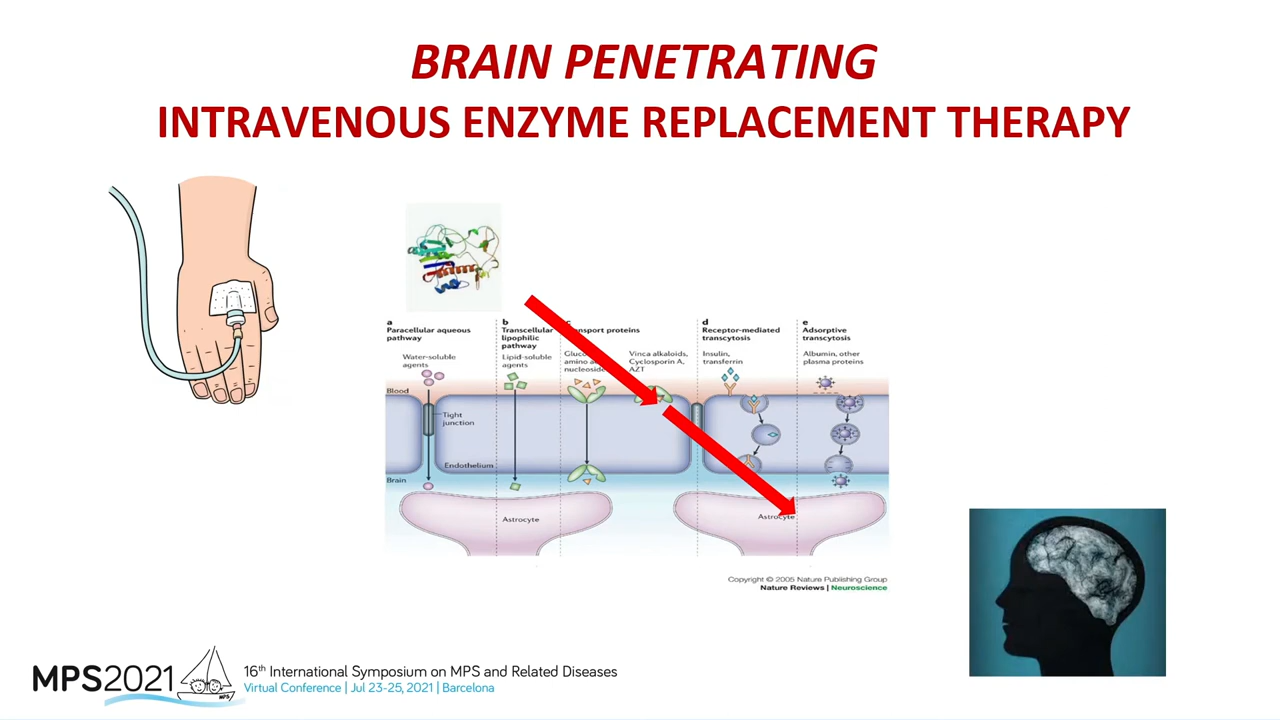 BRAIN PENETRATING
INTRAVENOUS ENZYME REPLACEMENT THERAPY
a
Paracellular aqueous
pathway
Water-soluble
agents
b
Transcellular
lipophilic
pathway
Lipid-soluble
agents
proteins
amino
Vinca alkaloids,
Cyclosporin A,
AZT
d
Receptor-mediated
transcytosis
Insulin,
transferrin
e
Adsorptive
transcytosis
Albumin, other
plasma proteins
Blood
Tight
junction
Endothelium
Brain
Astrocyte
Astrocyte
Copyright © 2005 Nature Publishing Group
Nature Reviews | Neuroscience
MPS2021
MPS
16th International Symposium on MPS and Related Diseases
Virtual Conference | Jul 23-25, 2021 | Barcelona